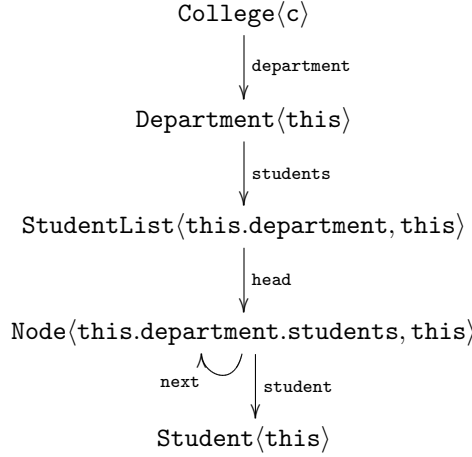 College⟨c⟩
department
Department⟨this⟩
students
StudentList⟨this.department, this⟩
head
Node⟨this.department.students, this⟩
next
student
Student⟨this⟩